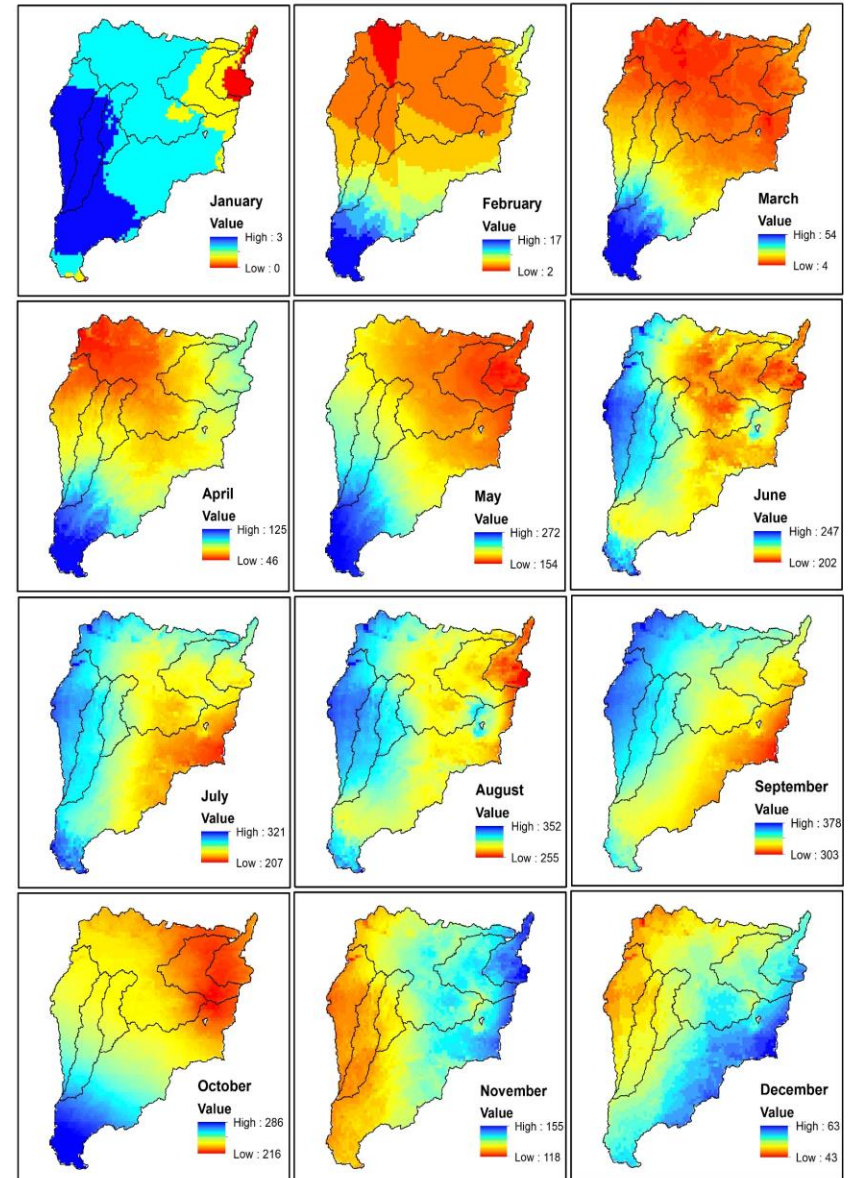 January
Value
High : 3
Low : 0
February
Value
High : 17
Low : 2
March
Value
High : 54
Low : 4
April
Value
High : 125
Low : 46
May
Value
High : 272
Low : 154
June
Value
High : 247
Low : 202
July
Value
High : 321
Low : 207
August
Value
High : 352
Low : 255
September
Value
High : 378
Low : 303
October
Value
High : 286
Low : 216
November
Value
High : 155
Low : 118
December
Value
High : 63
Low : 43